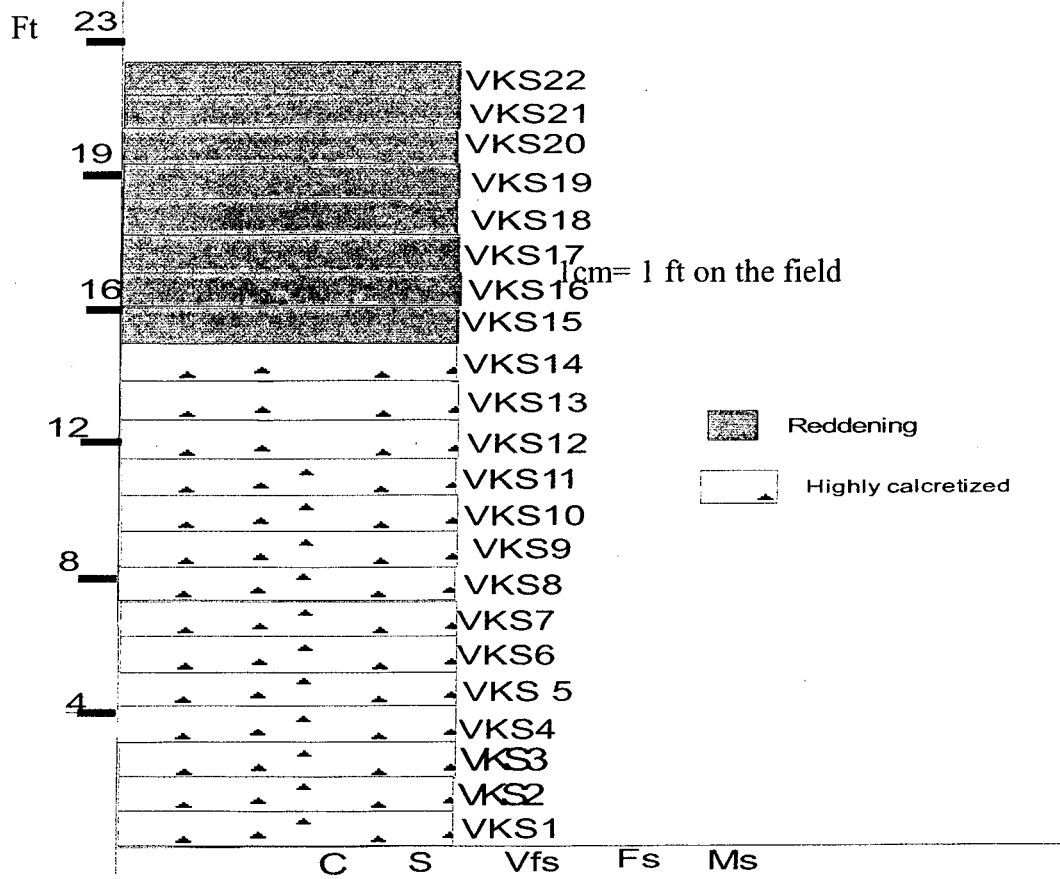 Ft 23
VKS22
VKS21
VKS20
19
VKS19
VKS18
VKS17
1cm= 1 ft on the field
16
VKS16
VKS15
VKS14
VKS13
12
VKS12
Reddening
VKS11
Highly calcretized
VKS10
VKS9
8
VKS8
VKS7
VKS6
VKS 5
4
VKS4
VKS3
VKS2
VKS1
C S Vfs Fs Ms